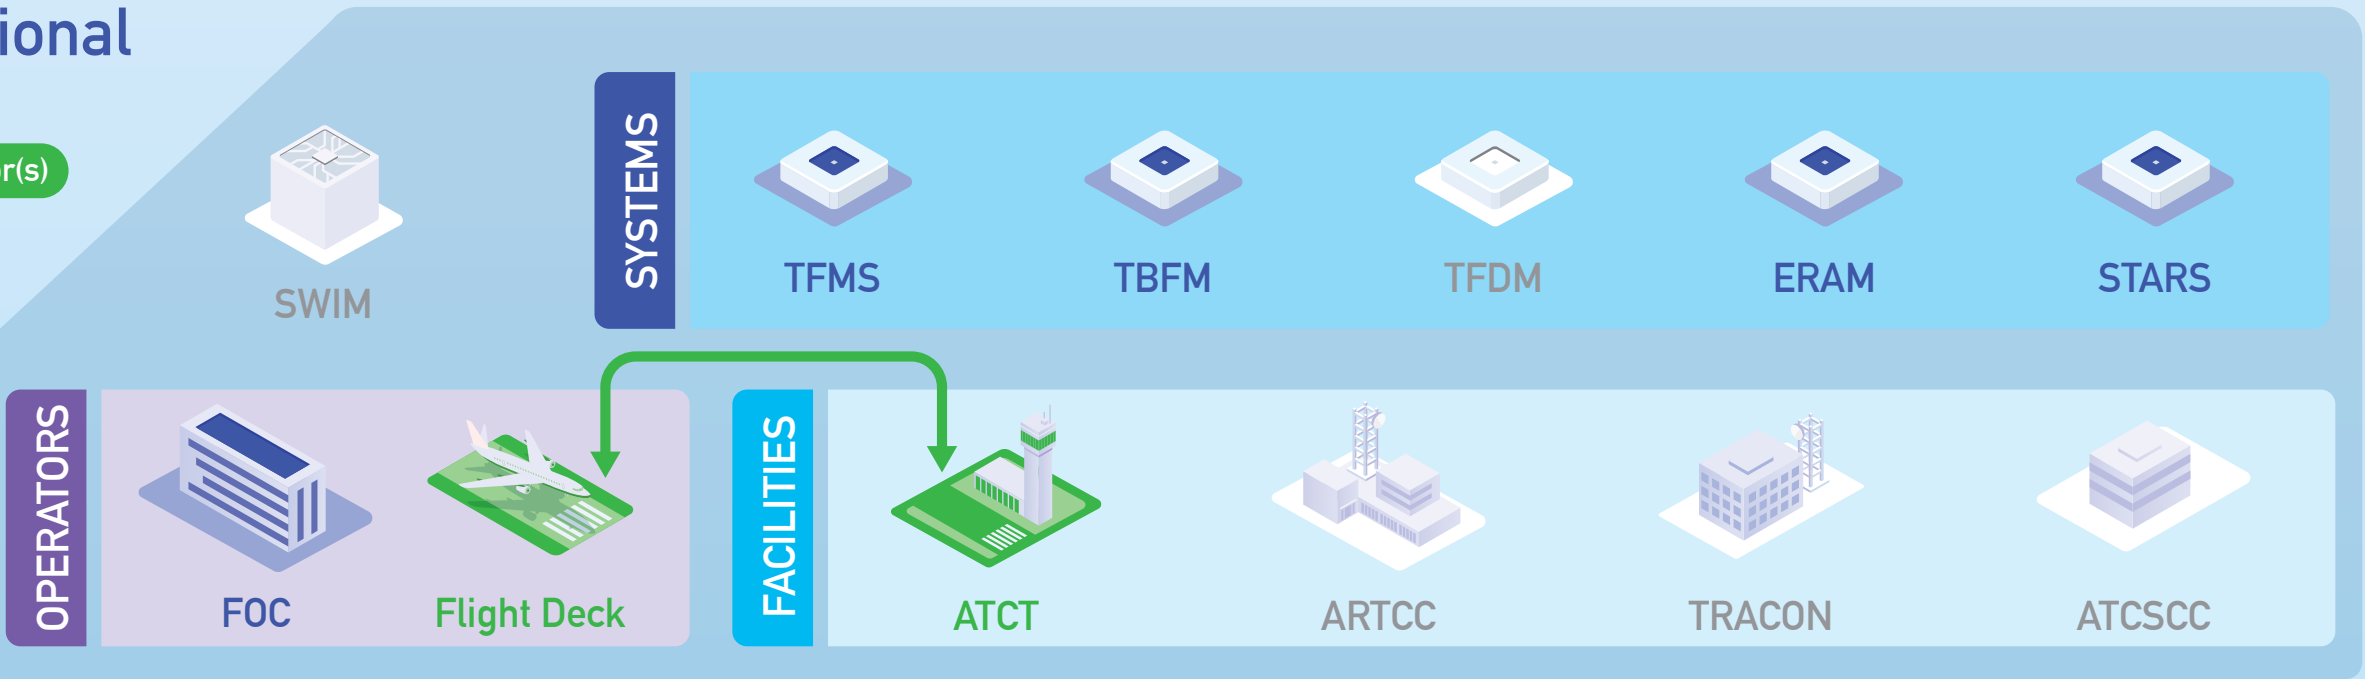 ional
r(s)
SWIM
SYSTEMS
TFMS
TBFM
TFDM
ERAM
STARS
OPERATORS
FOC
Flight Deck
FACILITIES
ATCT
ARTCC
TRACON
ATCSCC